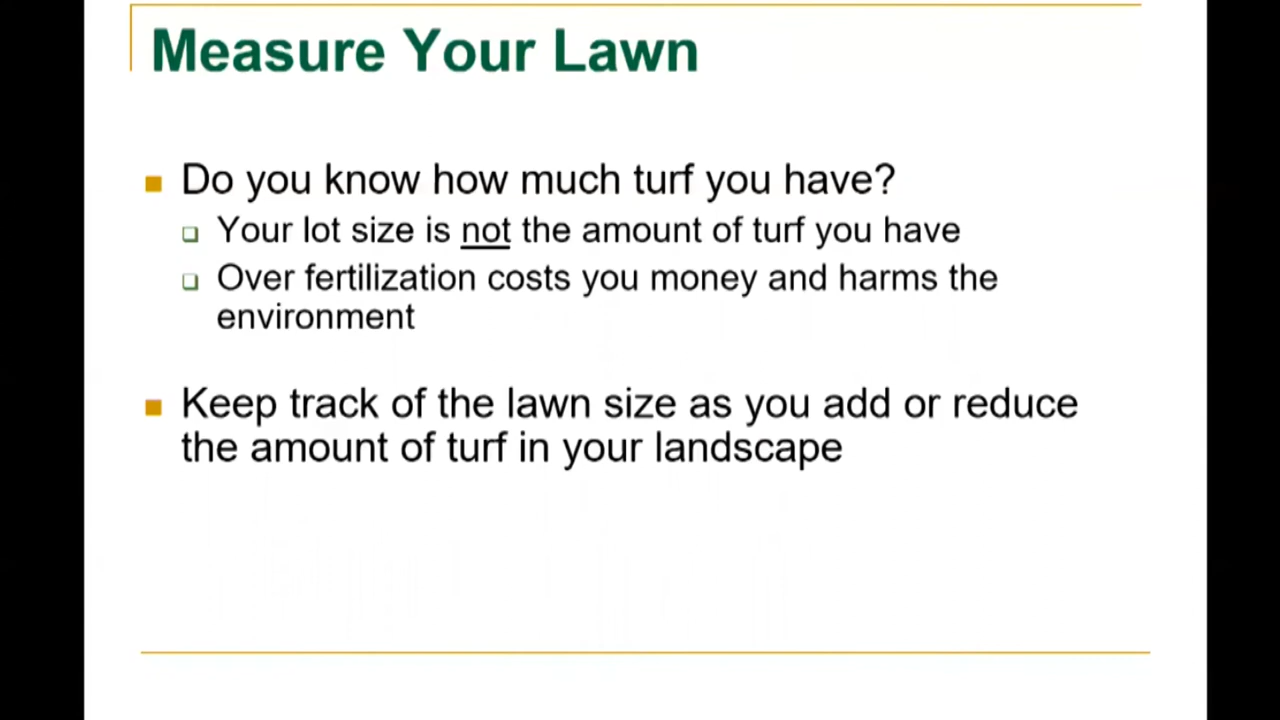 Measure Your Lawn
Do you know how much turf you have?
Your lot size is not the amount of turf you have
Over fertilization costs you money and harms the
environment
Keep track of the lawn size as you add or reduce
the amount of turf in your landscape